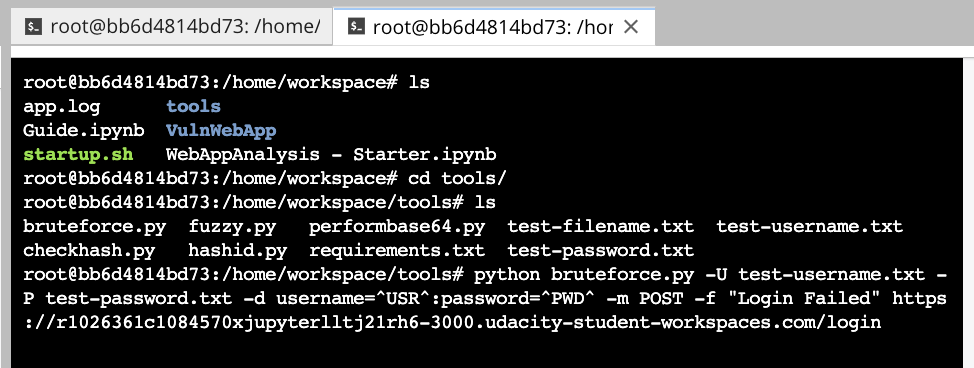 root@bb6d4814bd73: /home/ root@bb6d4814bd73: /hor
root@bb6d4814bd73:/home/workspace# ls
app.log tools
Guide.ipynb VulnWebApp
startup.sh WebAppAnalysis - Starter.ipynb
root@bb6d4814bd73:/home/workspace# cd tools/
root@bb6d4814bd73:/home/workspace/tools# ls
bruteforce.py fuzzy.py performbase64.py test-filename.txt test-username.txt
checkhash.py hashid.py requirements.txt test-password.txt
root@bb6d4814bd73:/home/workspace/tools# python bruteforce.py -U test-username.txt -
P test-password.txt -d username=^USR^:password=^PWD^ -m POST -f "Login Failed" https
://r1026361c1084570xjupyterlltj21rh6-3000.udacity-student-workspaces.com/login